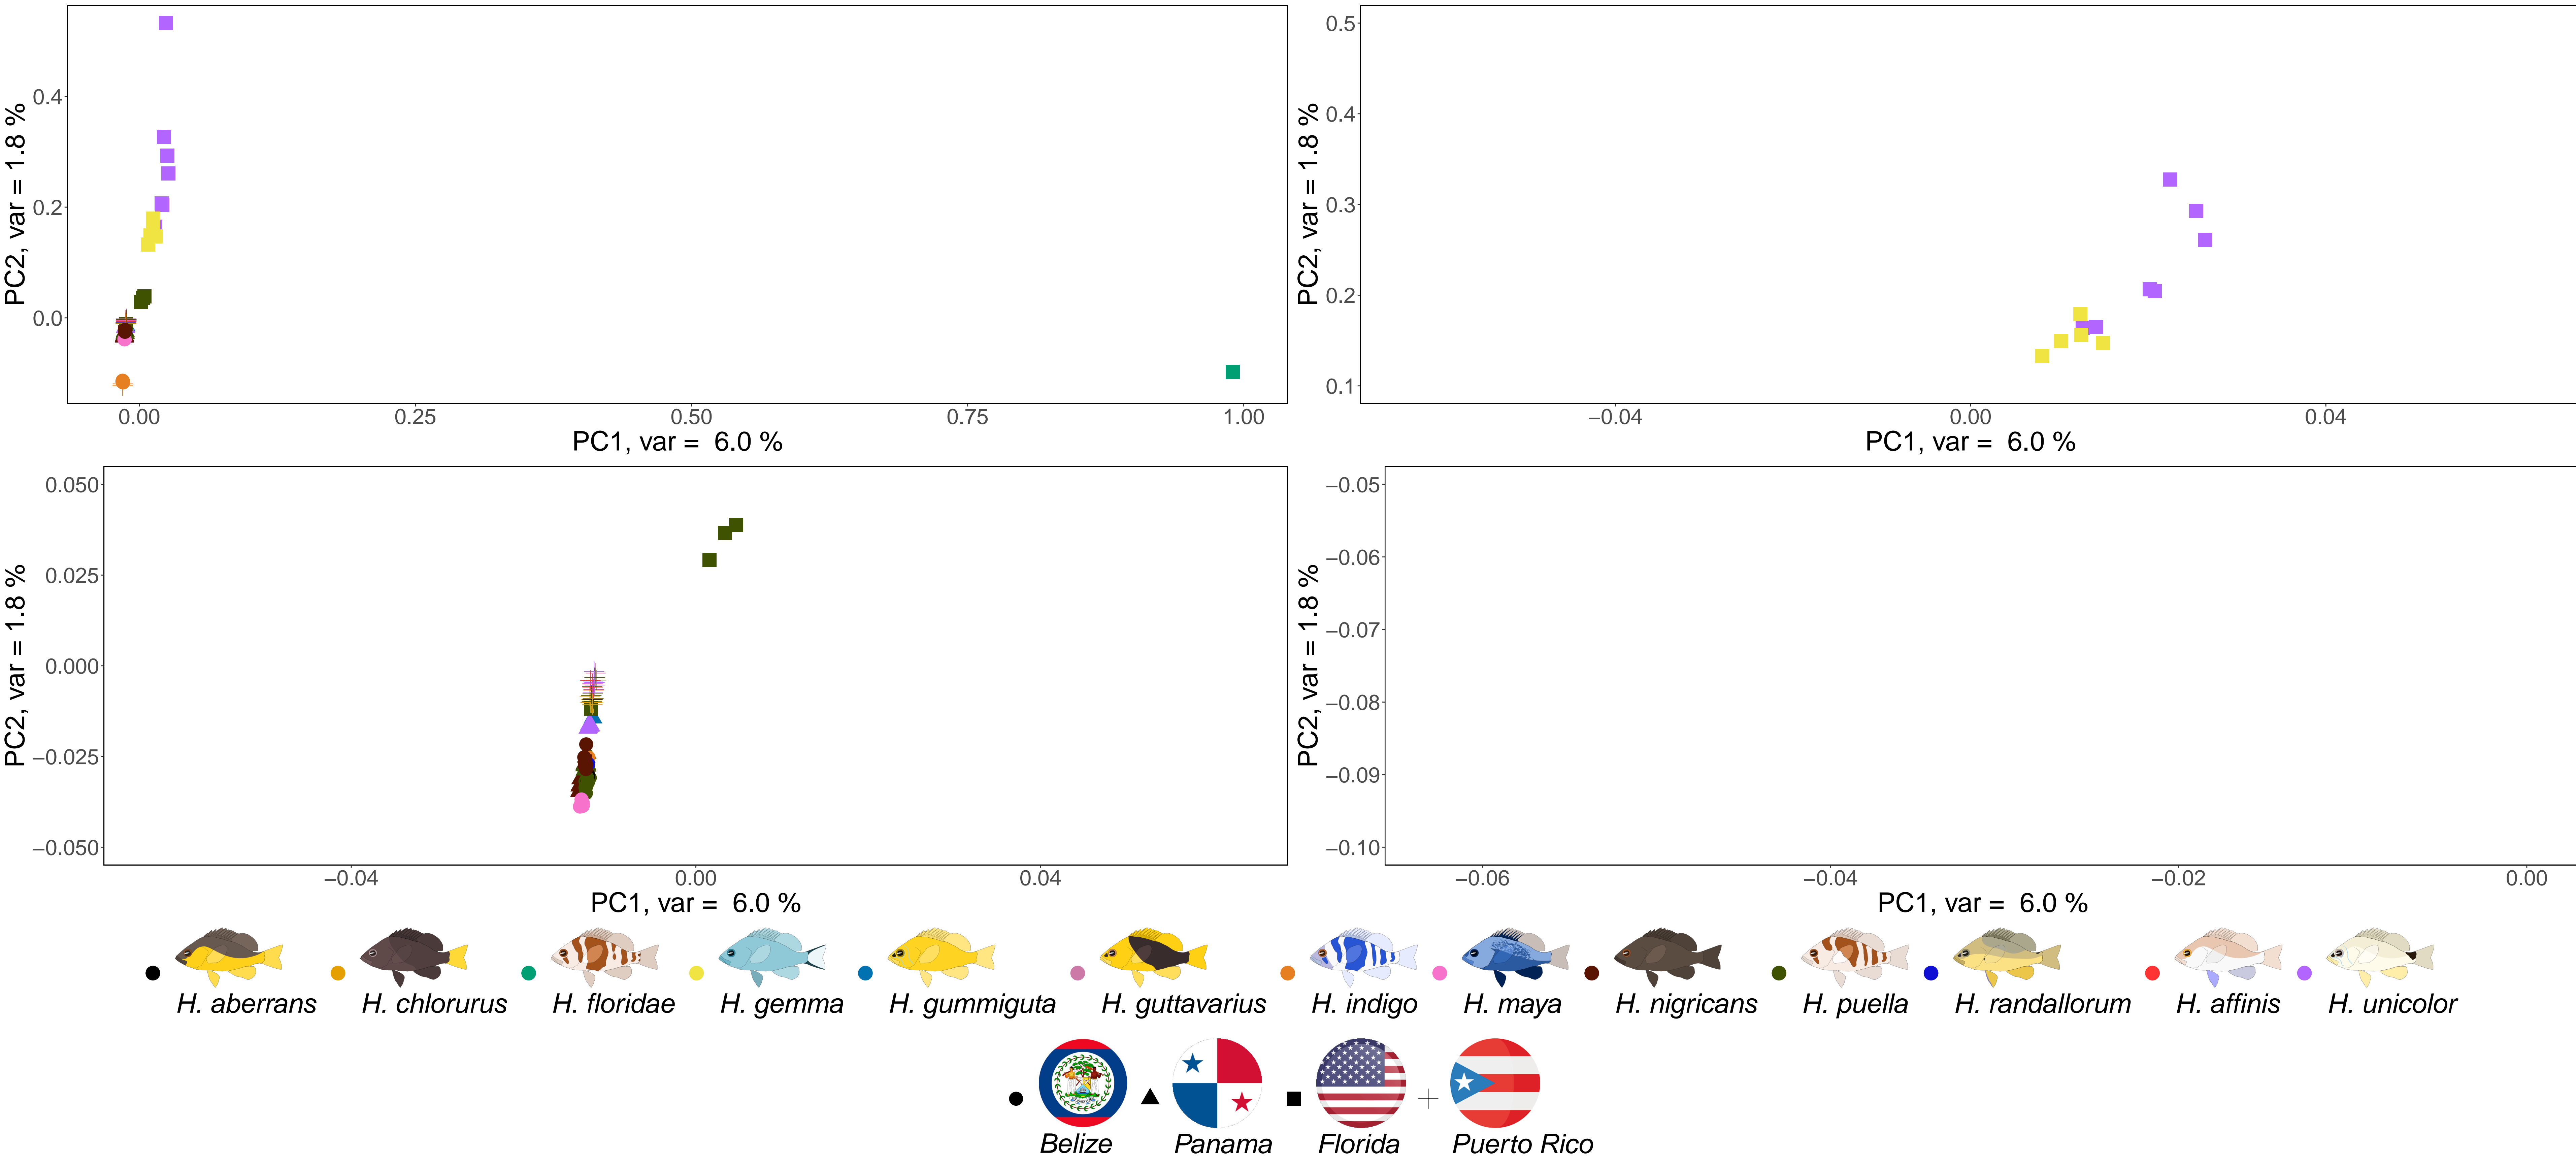 0.4
0.2
0.0
PC2, var = 1.8 %
0.00 0.25 0.50 0.75 1.00
PC1, var = 6.0 %
0.5
0.4
0.3
0.2
0.1
PC2, var = 1.8 %
−0.04 0.00 0.04
PC1, var = 6.0 %
0.050
0.025
0.000
−0.025
−0.050
PC2, var = 1.8 %
−0.04 0.00 0.04
PC1, var = 6.0 %
−0.05
−0.06
−0.07
−0.08
−0.09
−0.10
PC2, var = 1.8 %
−0.06 −0.04 −0.02 0.00
PC1, var = 6.0 %
H. aberrans H. chlorurus H. floridae H. gemma H. gummiguta H. guttavarius H. indigo H. maya H. nigricans H. puella H. randallorum H. affinis H. unicolor
Belize Panama Florida Puerto Rico